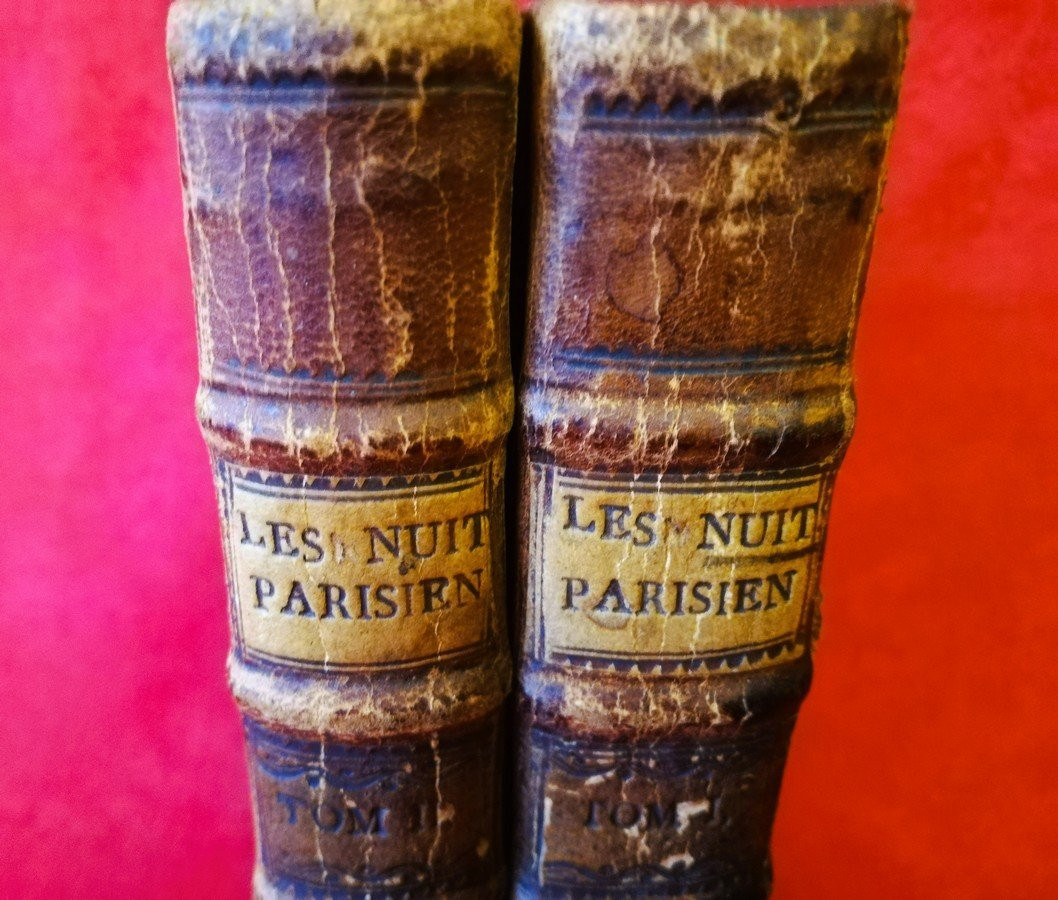 LES NUIT
PARISIEN
TOM I
LES NUIT
PARISIEN
TOM I.